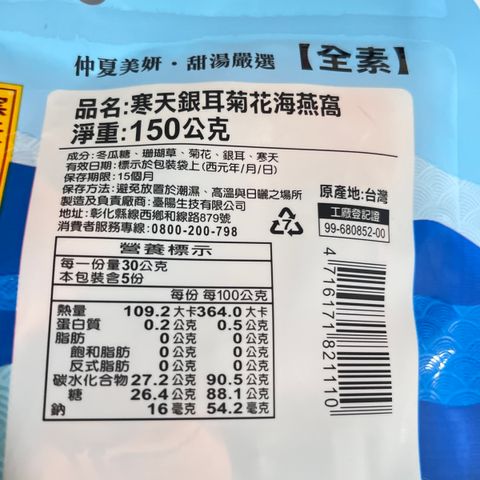 仲夏美妍・甜湯嚴選【全素】
品名:寒天銀耳菊花海燕窩
淨重:150公克
成分:冬瓜糖、珊瑚草、菊花、銀耳、寒天
有效日期:標示於包裝袋上(西元年/月/日)
保存期限:15個月
保存方法:避免放置於潮濕、高溫與日曬之場所
製造及負責廠商:臺陽生技有限公司
地址:彰化縣線西鄉和線路879號
消費者服務專線:0800-200-798
原產地:台灣
工廠登記證
99-680852-00
7
營養標示
每一份量30公克
本包裝含5份
每份 每100公克
熱量 109.2大卡 364.0大卡
蛋白質 0.2公克 0.5公克
脂肪 0公克 0公克
飽和脂肪 0公克 0公克
反式脂肪 0公克 0公克
碳水化合物 27.2公克 90.5公克
糖 26.4公克 88.1公克
鈉 16毫克 54.2毫克
4716171821110